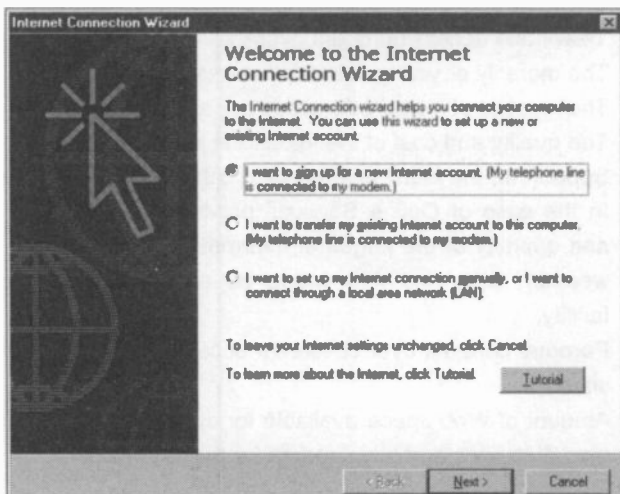 Internet Connection Wizard
Welcome to the Internet
Connection Wizard
The Internet Connection wizard helps you connect your computer
to the Internet. You can use this wizard to set up a new or
existing Internet account.
I want to sign up for a new Internet account. (My telephone line
is connected to my modem.)
I want to transfer my existing Internet account to this computer.
(My telephone line is connected to my modem.)
I want to set up my Internet connection manually, or I want to
connect through a local area network (LAN).
To leave your Internet settings unchanged, click Cancel.
To learn more about the Internet, click Tutorial.
Tutorial
< Back
Next >
Cancel